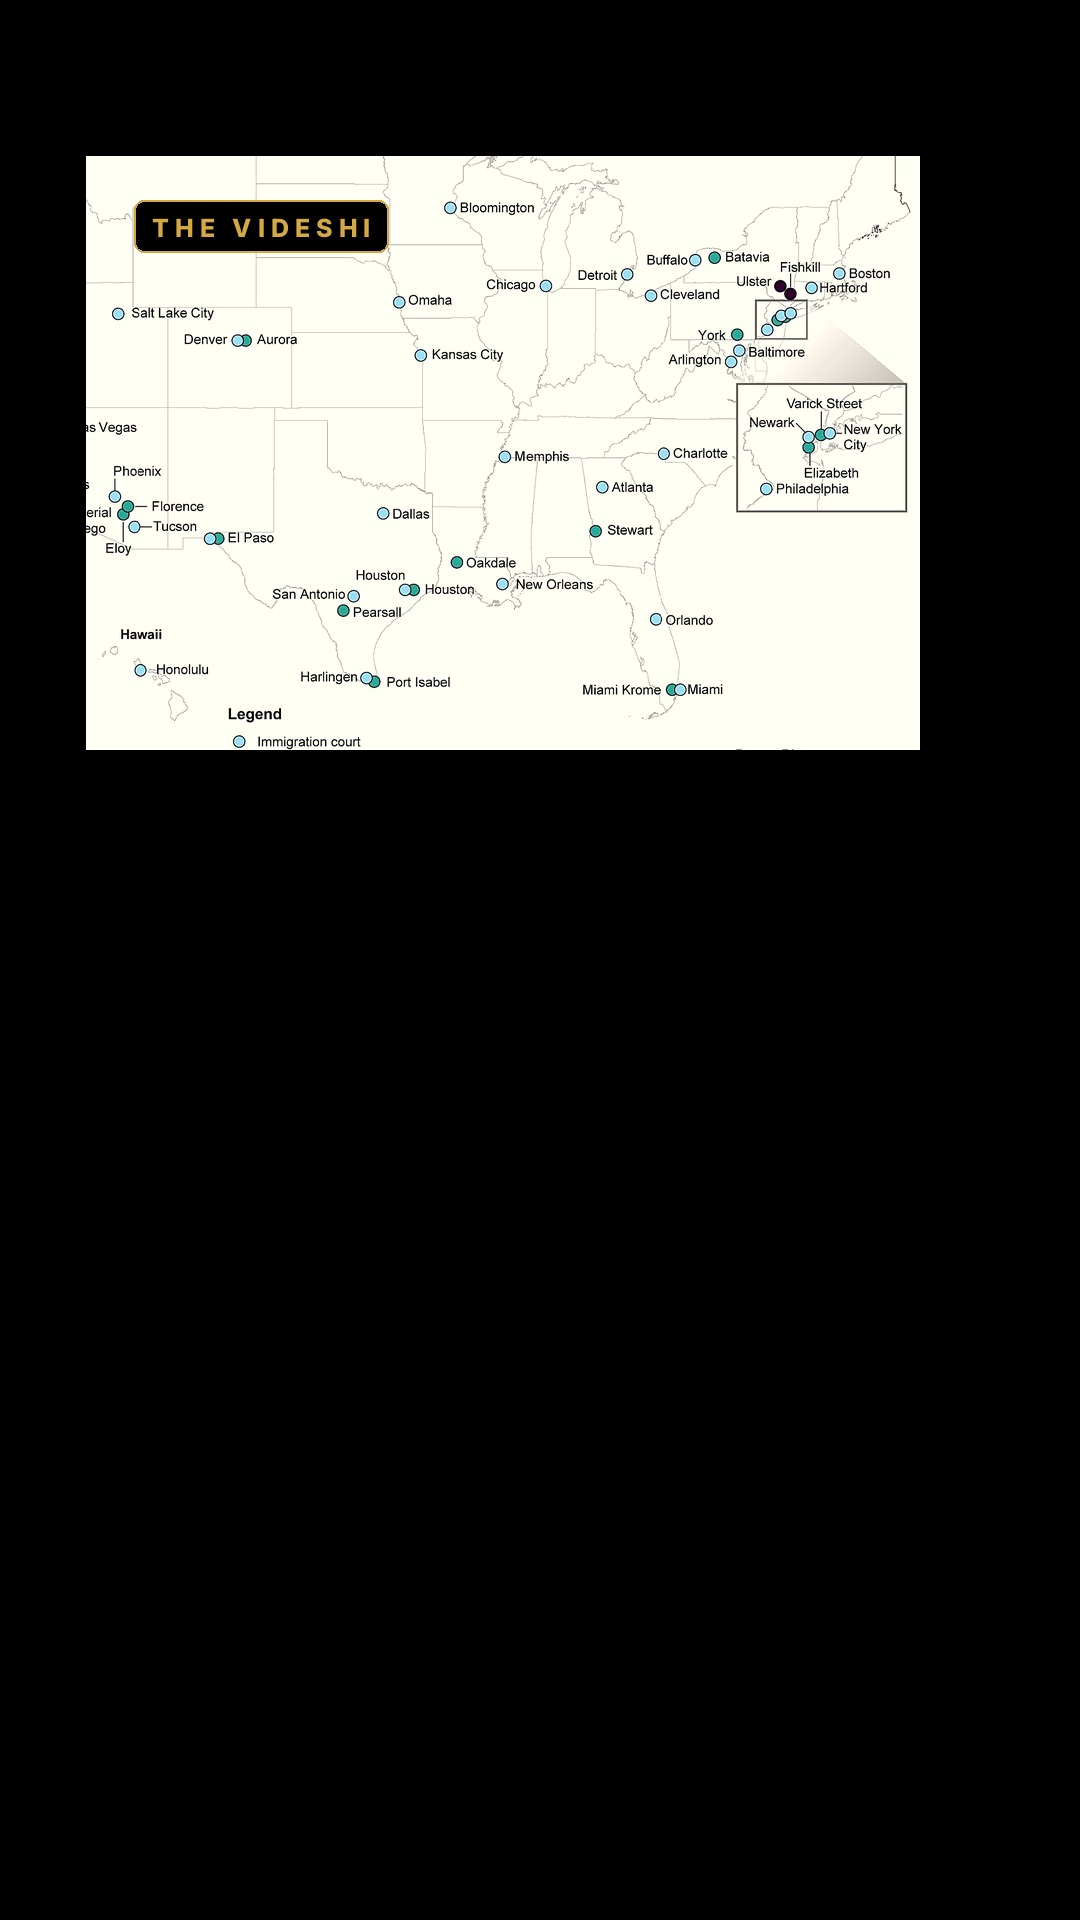 THE VIDESHI
Bloomington
Buffalo
Batavia
Fishkill
Detroit
Ulster
Boston
Chicago
Hartford
Cleveland
Omaha
Salt Lake City
York
Denver
Aurora
Baltimore
Kansas City
Arlington
Varick Street
Newark
New York
City
as Vegas
Memphis
Charlotte
Elizabeth
Philadelphia
Phoenix
s
Atlanta
Florence
erial
Dallas
ego
Tucson
Stewart
El Paso
Eloy
Oakdale
Houston
New Orleans
San Antonio
Houston
Pearsall
Orlando
Hawaii
Honolulu
Harlingen
Port Isabel
Miami Krome
Miami
Legend
Immigration court